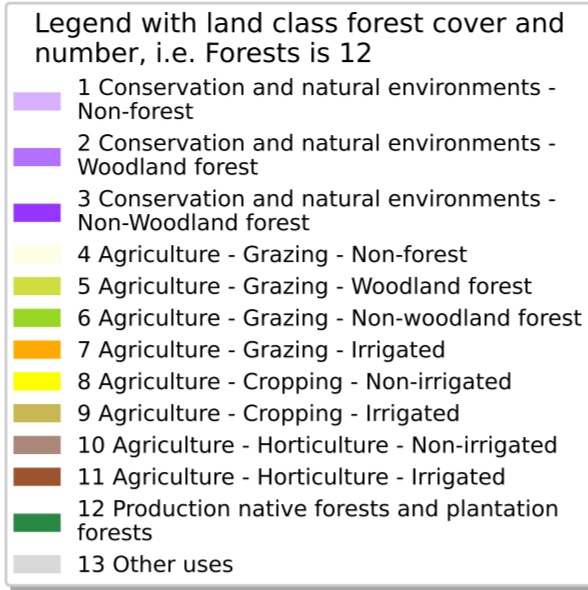 Legend with land class forest cover and
number, i.e. Forests is 12
1 Conservation and natural environments -
Non-forest
2 Conservation and natural environments -
Woodland forest
3 Conservation and natural environments -
Non-Woodland forest
4 Agriculture - Grazing - Non-forest
5 Agriculture - Grazing - Woodland forest
6 Agriculture - Grazing - Non-woodland forest
7 Agriculture - Grazing - Irrigated
8 Agriculture - Cropping - Non-irrigated
9 Agriculture - Cropping - Irrigated
10 Agriculture - Horticulture - Non-irrigated
11 Agriculture - Horticulture - Irrigated
12 Production native forests and plantation
forests
13 Other uses